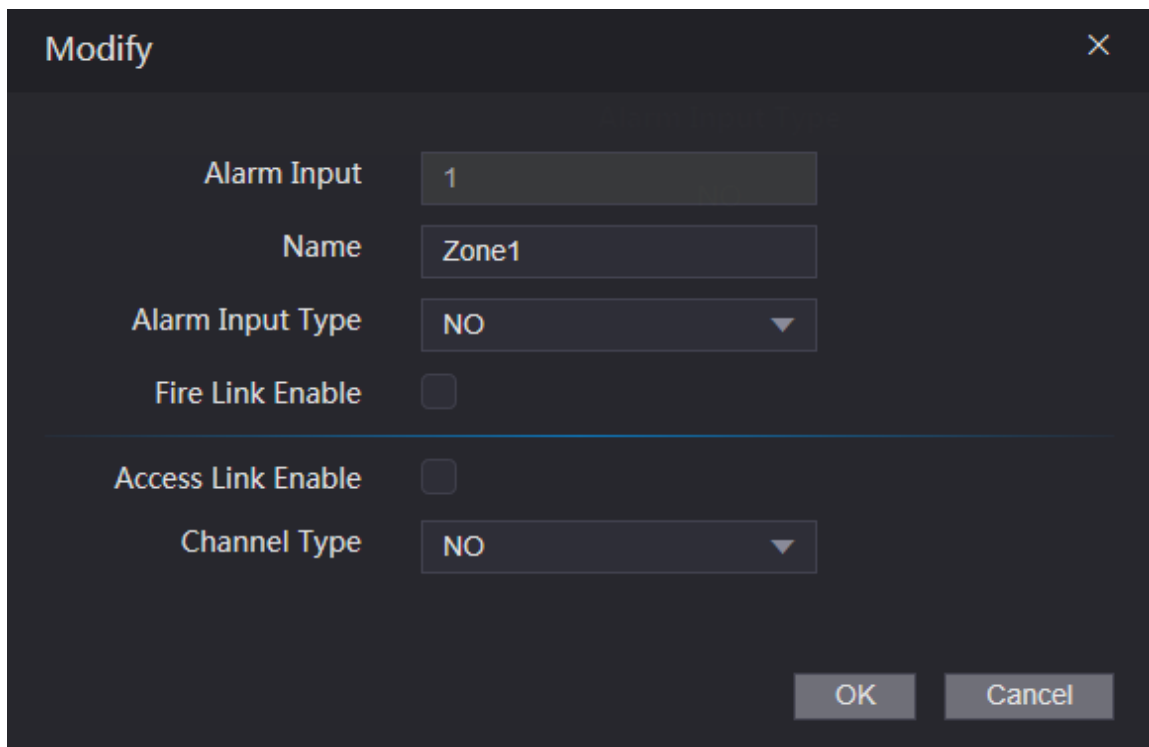 Modify
Alarm Input 1
Name Zone1
Alarm Input Type NO
Fire Link Enable
Access Link Enable
Channel Type NO
OK Cancel